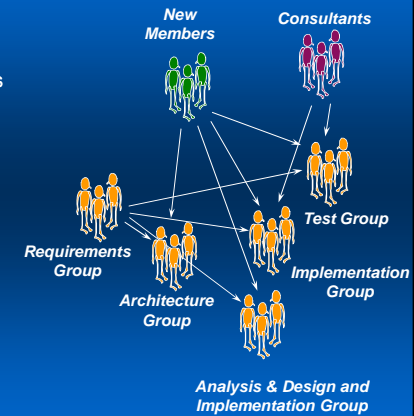 New
Members
Consultants
s
Test Group
Requirements
Group
Implementation
Group
Architecture
Group
Analysis & Design and
Implementation Group